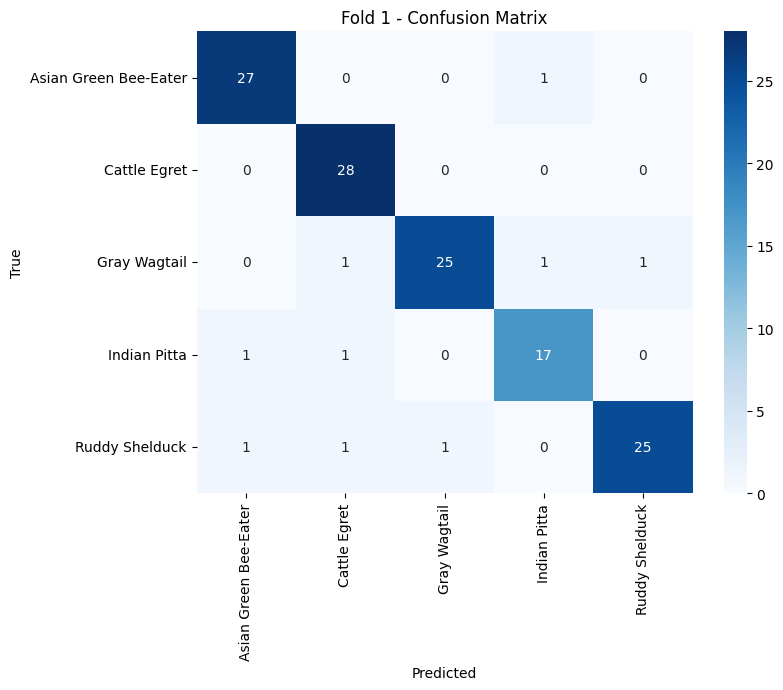 Fold 1 - Confusion Matrix
True
Asian Green Bee-Eater 27 0 0 1 0
Cattle Egret 0 28 0 0 0
Gray Wagtail 0 1 25 1 1
Indian Pitta 1 1 0 17 0
Ruddy Shelduck 1 1 1 0 25
Asian Green Bee-Eater
Cattle Egret
Gray Wagtail
Indian Pitta
Ruddy Shelduck
Predicted
25
20
15
10
5
0